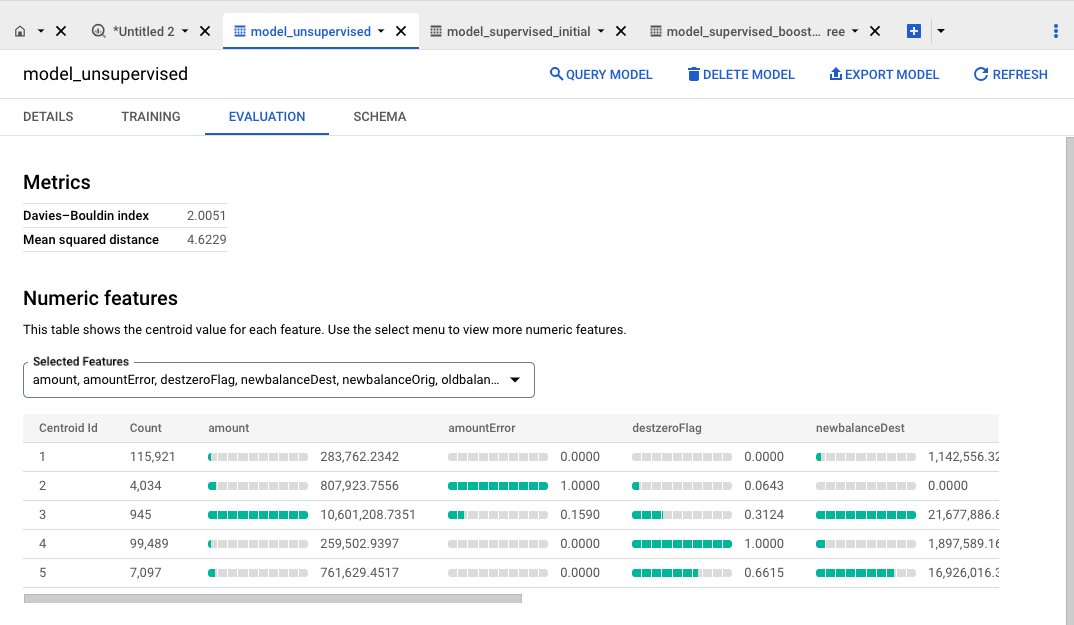 *Untitled 2 model_unsupervised model_supervised_initial model_supervised_boost... ree
model_unsupervised QUERY MODEL DELETE MODEL EXPORT MODEL REFRESH
DETAILS TRAINING EVALUATION SCHEMA
Metrics
Davies–Bouldin index 2.0051
Mean squared distance 4.6229
Numeric features
This table shows the centroid value for each feature. Use the select menu to view more numeric features.
Selected Features
amount, amountError, destzeroFlag, newbalanceDest, newbalanceOrig, oldbalan...
Centroid Id Count amount amountError destzeroFlag newbalanceDest
1 115,921 283,762.2342 0.0000 0.0000 1,142,556.32
2 4,034 807,923.7556 1.0000 0.0643 0.0000
3 945 10,601,208.7351 0.1590 0.3124 21,677,886.8
4 99,489 259,502.9397 0.0000 1.0000 1,897,589.16
5 7,097 761,629.4517 0.0000 0.6615 16,926,016.3